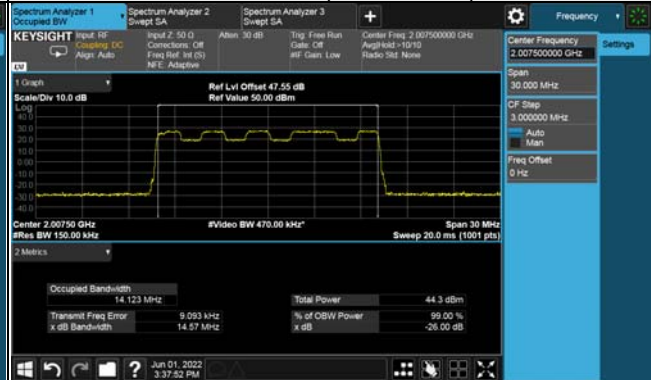 Spectrum Analyzer 1
Occupied BW
Spectrum Analyzer 2
Swept SA
Spectrum Analyzer 3
Swept SA
+
Frequency
KEYSIGHT
Input: RF
Coupling: DC
Align: Auto
Input Z: 50 Ω
Corrections: Off
Freq Ref: Int (S)
NFE: Adaptive
Atten: 30 dB
Trig: Free Run
Gate: Off
#IF Gain: Low
Center Freq: 2.007500000 GHz
Avg|Hold:>10/10
Radio Std: None
LXI
1 Graph
Scale/Div 10.0 dB
Ref Lvl Offset 47.55 dB
Ref Value 50.00 dBm
Log
40.0
30.0
20.0
10.0
0.00
-10.0
-20.0
-30.0
-40.0
Center 2.00750 GHz
#Res BW 150.00 kHz
#Video BW 470.00 kHz*
Span 30 MHz
Sweep 20.0 ms (1001 pts)
2 Metrics
Occupied Bandwidth
14.123 MHz
Total Power 44.3 dBm
Transmit Freq Error 9.093 kHz
% of OBW Power 99.00 %
x dB Bandwidth 14.57 MHz
x dB -26.00 dB
Center Frequency
2.007500000 GHz
Settings
Span
30.000 MHz
CF Step
3.000000 MHz
Auto
Man
Freq Offset
0 Hz
?
Jun 01, 2022
3:37:52 PM